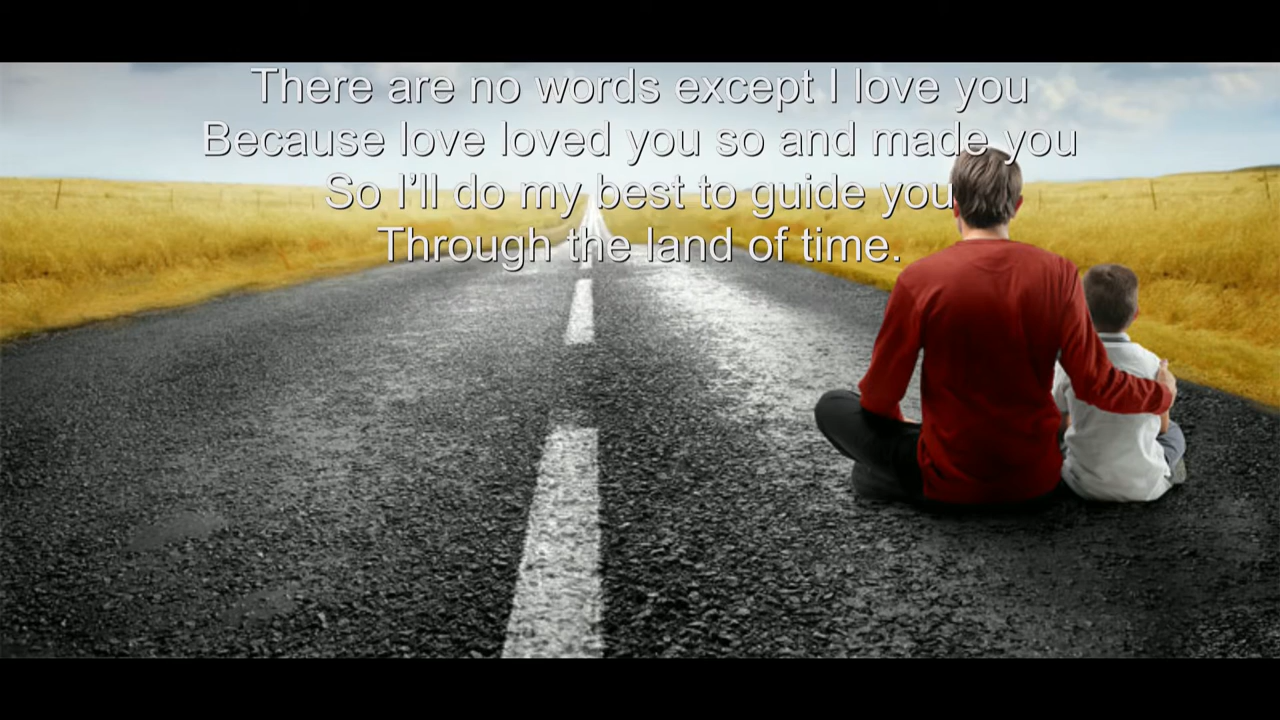 There are no words except I love you
Because love loved you so and made you
So I’ll do my best to guide you
Through the land of time.